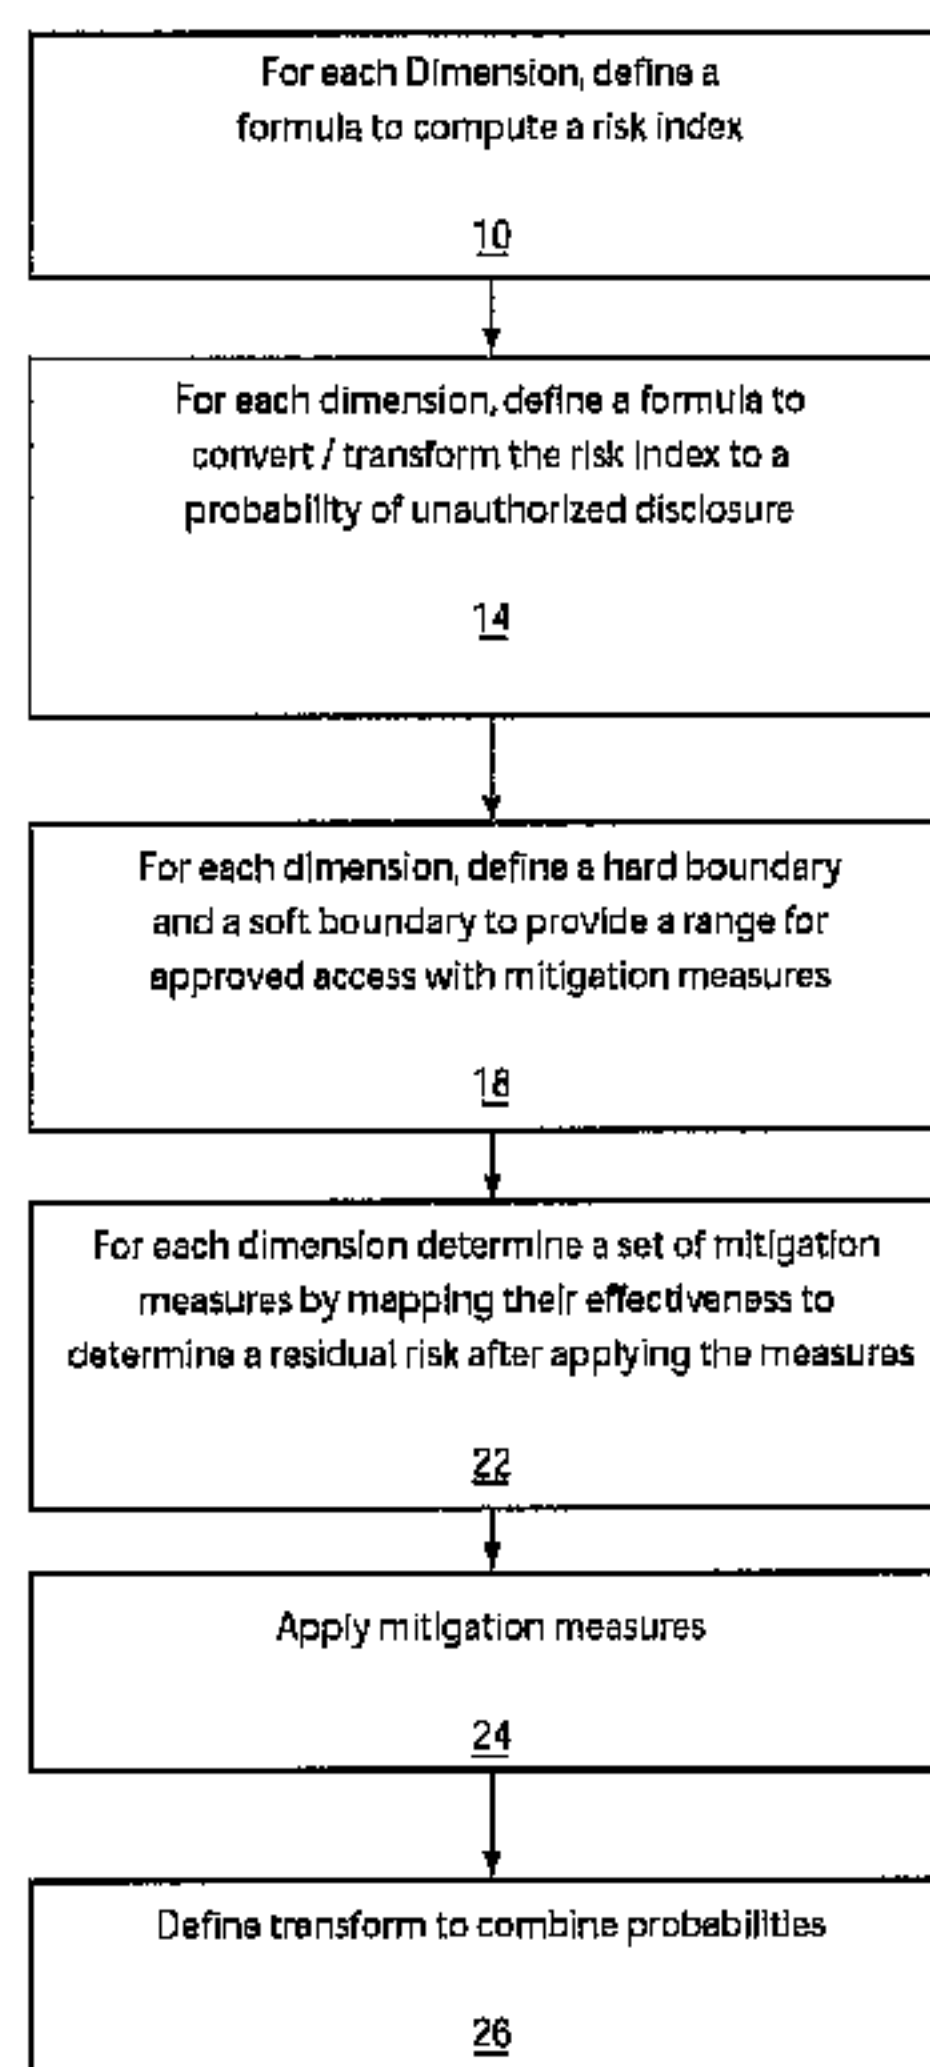 For each Dimension, define a
formula to compute a risk index
10
For each dimension, define a formula to
convert / transform the risk index to a
probability of unauthorized disclosure
14
For each dimension, define a hard boundary
and a soft boundary to provide a range for
approved access with mitigation measures
18
For each dimension determine a set of mitigation
measures by mapping their effectiveness to
determine a residual risk after applying the measures
22
Apply mitigation measures
24
Define transform to combine probabilities
26